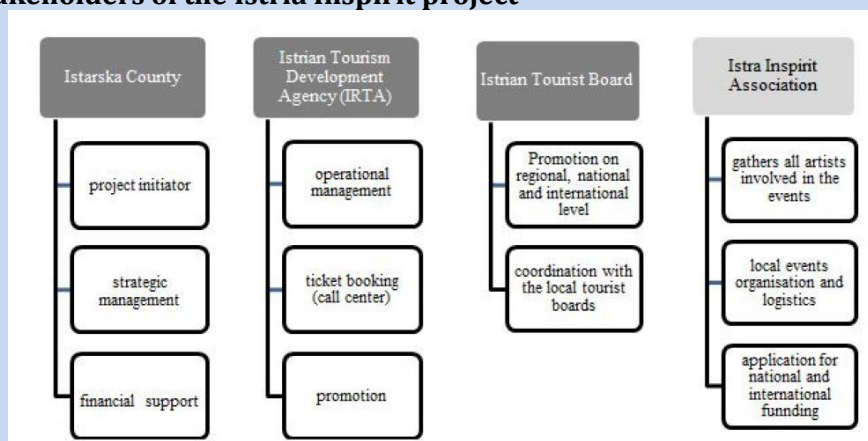 akeholders of the Istria Inspirit project
Istarska County
project initiator
strategic
management
financial support
Istrian Tourism
Development
Agency (IRTA)
operational
management
ticket booking
(call center)
promotion
Istrian Tourist Board
Promotion on
regional, national
and international
level
coordination with
the local tourist
boards
Istra Inspirit
Association
gathers all artists
involved in the
events
local events
organisation and
logistics
application for
national and
international
funnding